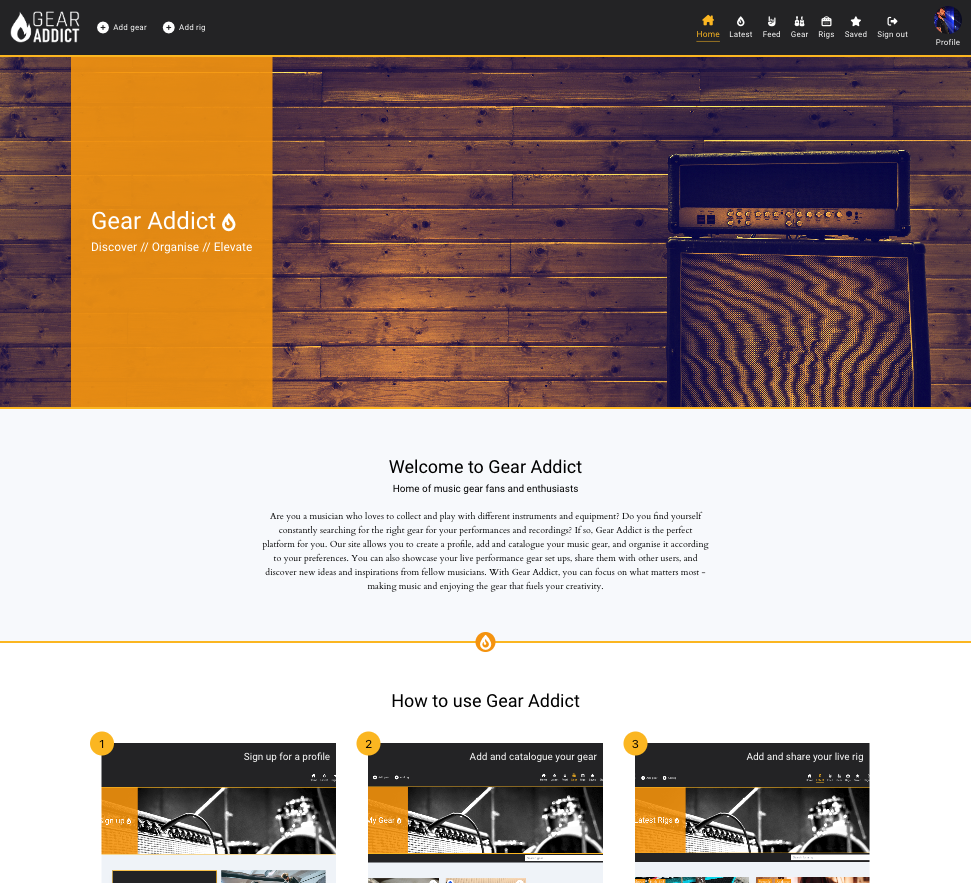 GEAR
ADDICT
Add gear
Add rig
Home
Latest
Feed
Gear
Rigs
Saved
Sign out
Profile
Gear Addict
Discover // Organise // Elevate
Welcome to Gear Addict
Home of music gear fans and enthusiasts
Are you a musician who loves to collect and play with different instruments and equipment? Do you find yourself
constantly searching for the right gear for your performances and recordings? If so, Gear Addict is the perfect
platform for you. Our site allows you to create a profile, add and catalogue your music gear, and organise it according
to your preferences. You can also showcase your live performance gear set ups, share them with other users, and
discover new ideas and inspirations from fellow musicians. With Gear Addict, you can focus on what matters most -
making music and enjoying the gear that fuels your creativity.
How to use Gear Addict
1
Sign up for a profile
2
Add and catalogue your gear
3
Add and share your live rig
Sign up
My Gear
Latest Rigs